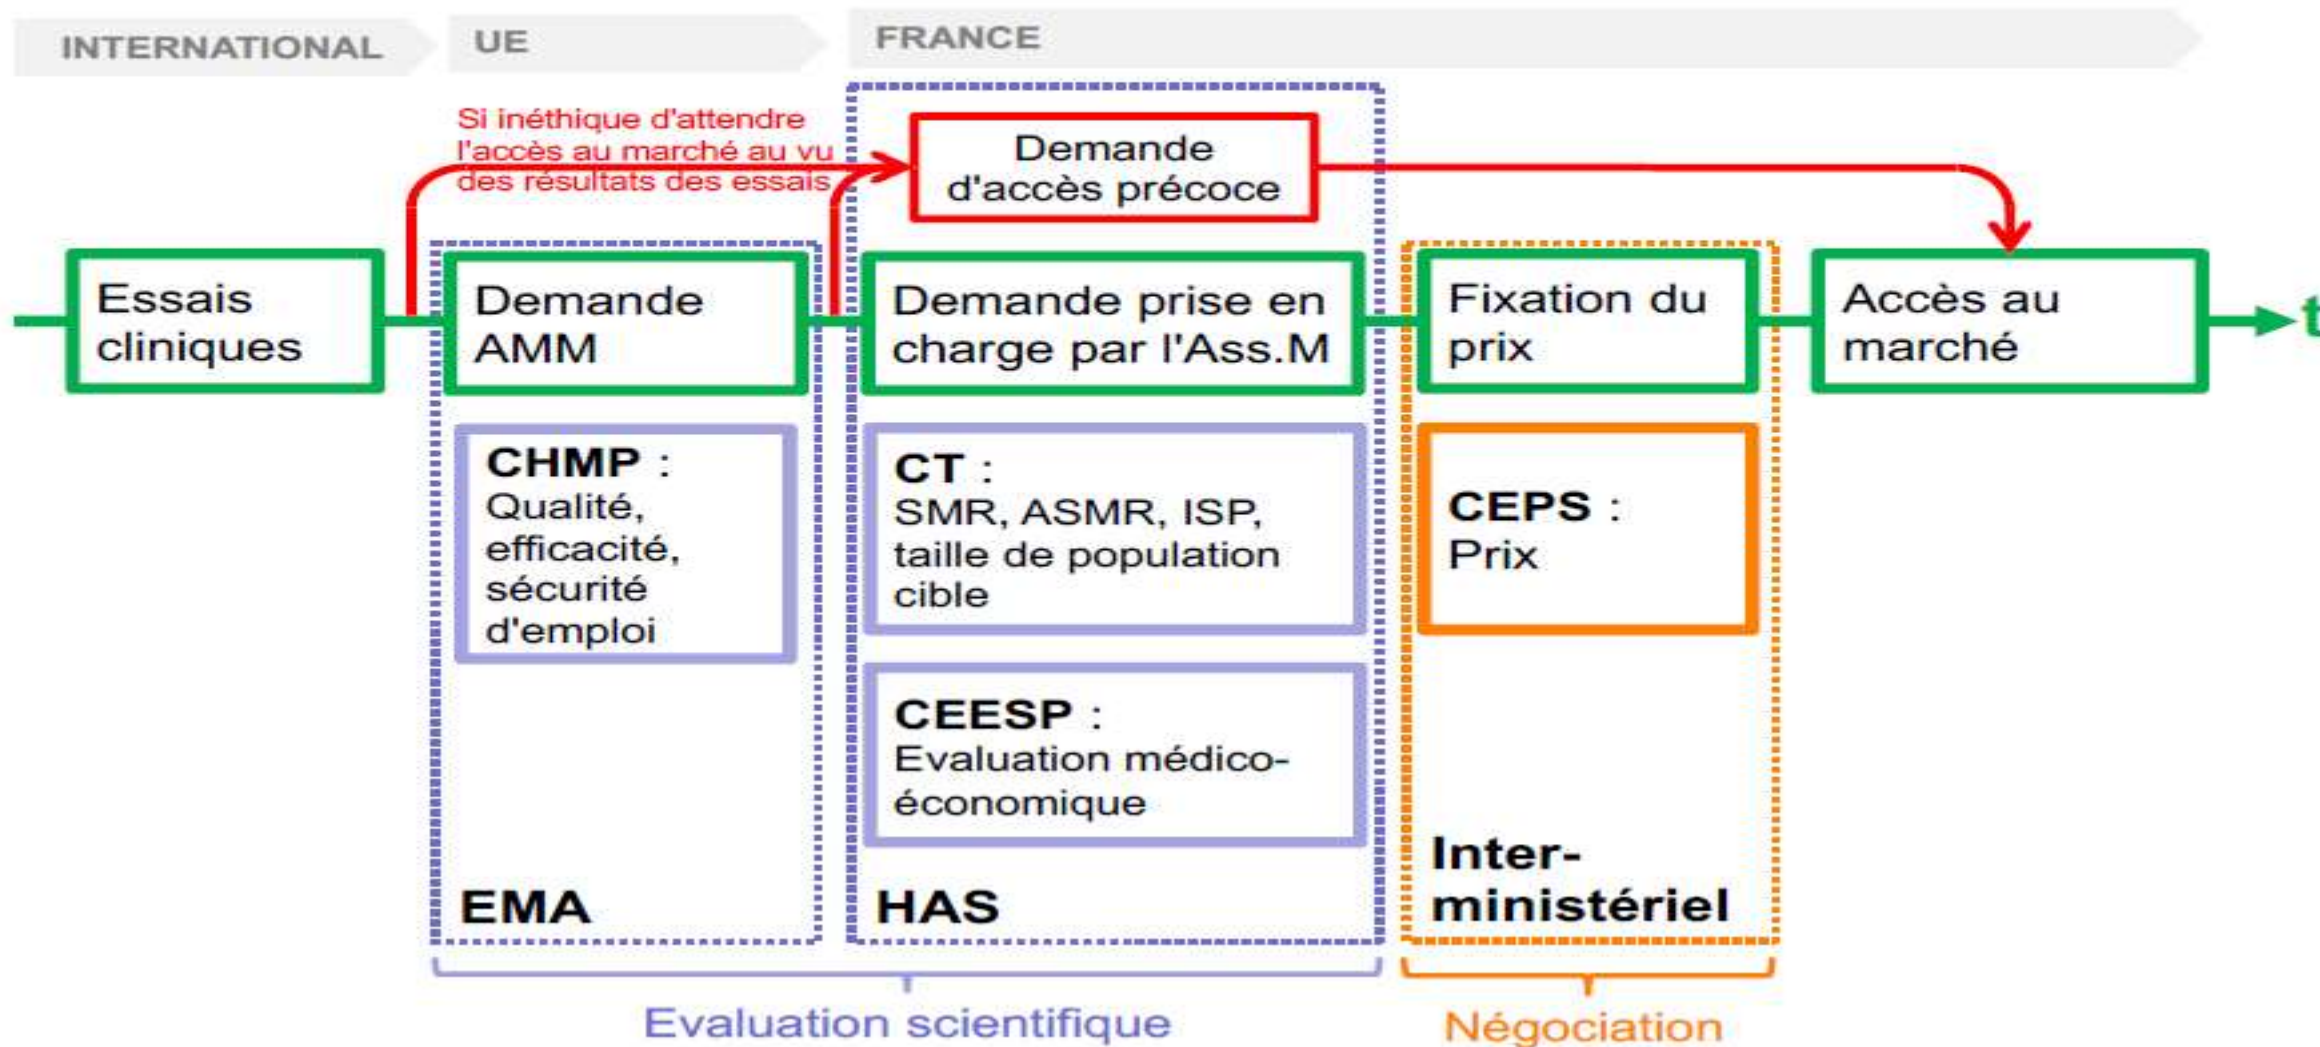 INTERNATIONAL
UE
FRANCE
Si inéthique d'attendre
l'accès au marché au vu
des résultats des essais
Demande
d'accès précoce
Essais
cliniques
Demande
AMM
Demande prise en
charge par l'Ass.M
Fixation du
prix
Accès au
marché
t
CHMP :
Qualité,
efficacité,
sécurité
d'emploi
CT :
SMR, ASMR, ISP,
taille de population
cible
CEPS :
Prix
CEESP :
Evaluation médico-
économique
EMA
HAS
Inter-
ministériel
Evaluation scientifique
Négociation